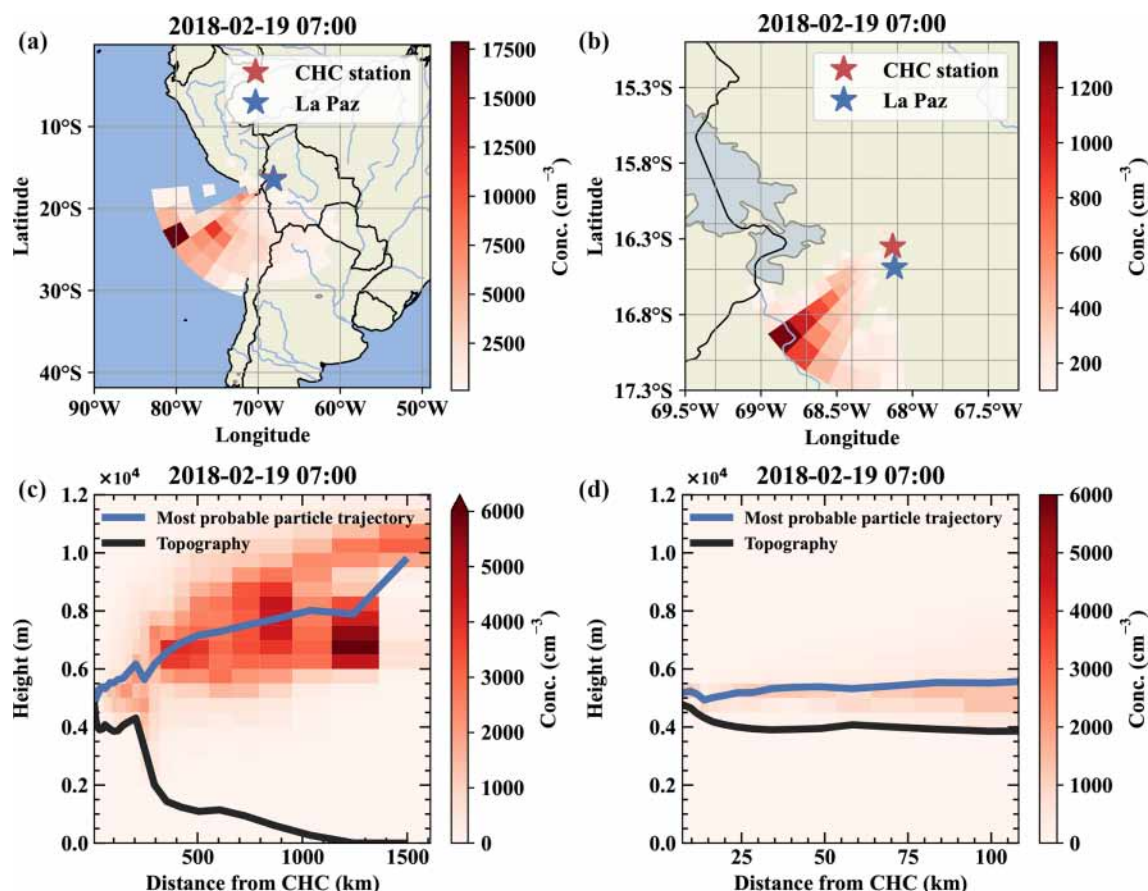 (a)
2018-02-19 07:00
CHC station
La Paz
10°S
20°S
30°S
40°S
Latitude
90°W 80°W 70°W 60°W 50°W
Longitude
17500
15000
12500
10000
7500
5000
2500
Conc. (cm⁻³)
(b)
2018-02-19 07:00
CHC station
La Paz
15.3°S
15.8°S
16.3°S
16.8°S
17.3°S
Latitude
69.5°W 69°W 68.5°W 68°W 67.5°W
Longitude
1200
1000
800
600
400
200
Conc. (cm⁻³)
(c)
×10⁴
2018-02-19 07:00
Most probable particle trajectory
Topography
1.2
1.0
0.8
0.6
0.4
0.2
0.0
Height (m)
0 500 1000 1500
Distance from CHC (km)
6000
5000
4000
3000
2000
1000
0
Conc. (cm⁻³)
(d)
×10⁴
2018-02-19 07:00
Most probable particle trajectory
Topography
1.2
1.0
0.8
0.6
0.4
0.2
0.0
Height (m)
25 50 75 100
Distance from CHC (km)
6000
5000
4000
3000
2000
1000
0
Conc. (cm⁻³)